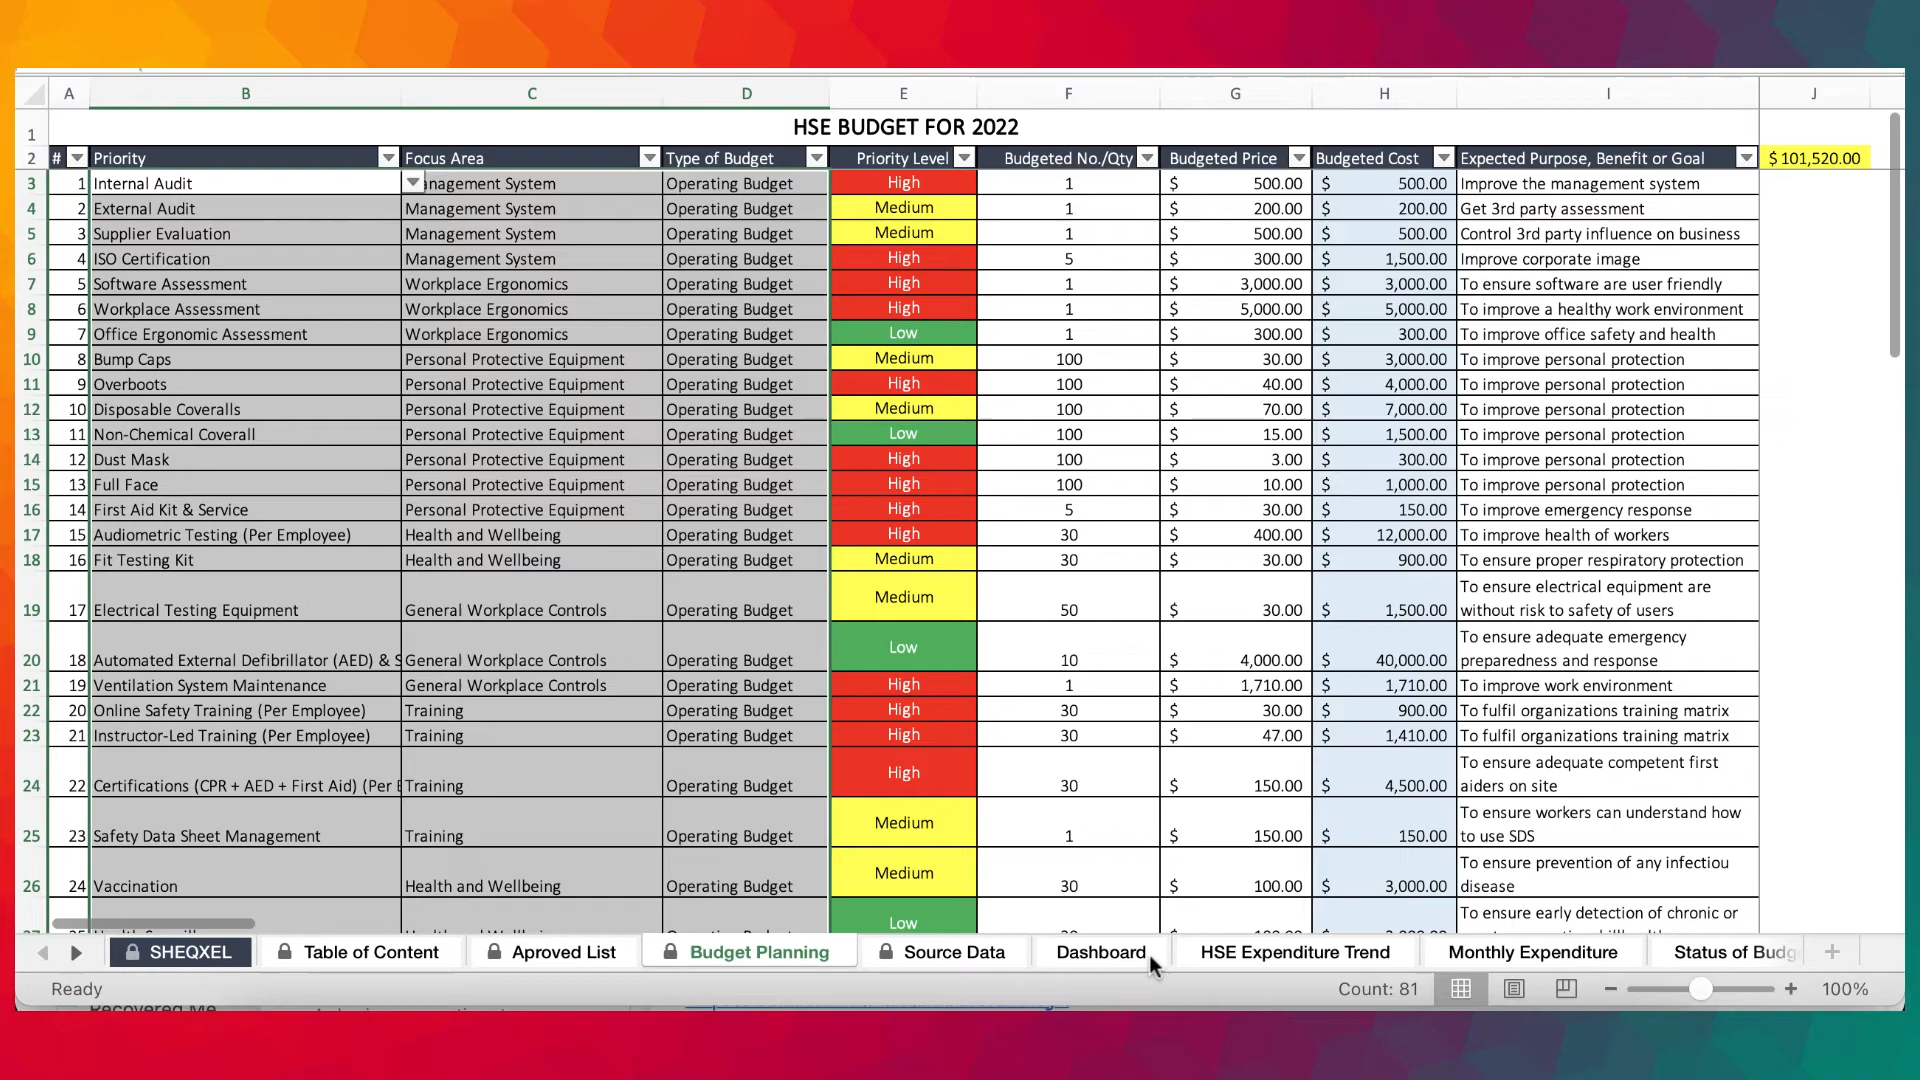 A B C D E F G H I J
1 HSE BUDGET FOR 2022
2 # Priority Focus Area Type of Budget Priority Level Budgeted No./Qty Budgeted Price Budgeted Cost Expected Purpose, Benefit or Goal $ 101,520.00
3 1 Internal Audit anagement System Operating Budget High 1 $ 500.00 $ 500.00 Improve the management system
4 2 External Audit Management System Operating Budget Medium 1 $ 200.00 $ 200.00 Get 3rd party assessment
5 3 Supplier Evaluation Management System Operating Budget Medium 1 $ 500.00 $ 500.00 Control 3rd party influence on business
6 4 ISO Certification Management System Operating Budget High 5 $ 300.00 $ 1,500.00 Improve corporate image
7 5 Software Assessment Workplace Ergonomics Operating Budget High 1 $ 3,000.00 $ 3,000.00 To ensure software are user friendly
8 6 Workplace Assessment Workplace Ergonomics Operating Budget High 1 $ 5,000.00 $ 5,000.00 To improve a healthy work environment
9 7 Office Ergonomic Assessment Workplace Ergonomics Operating Budget Low 1 $ 300.00 $ 300.00 To improve office safety and health
10 8 Bump Caps Personal Protective Equipment Operating Budget Medium 100 $ 30.00 $ 3,000.00 To improve personal protection
11 9 Overboots Personal Protective Equipment Operating Budget High 100 $ 40.00 $ 4,000.00 To improve personal protection
12 10 Disposable Coveralls Personal Protective Equipment Operating Budget Medium 100 $ 70.00 $ 7,000.00 To improve personal protection
13 11 Non-Chemical Coverall Personal Protective Equipment Operating Budget Low 100 $ 15.00 $ 1,500.00 To improve personal protection
14 12 Dust Mask Personal Protective Equipment Operating Budget High 100 $ 3.00 $ 300.00 To improve personal protection
15 13 Full Face Personal Protective Equipment Operating Budget High 100 $ 10.00 $ 1,000.00 To improve personal protection
16 14 First Aid Kit & Service Personal Protective Equipment Operating Budget High 5 $ 30.00 $ 150.00 To improve emergency response
17 15 Audiometric Testing (Per Employee) Health and Wellbeing Operating Budget High 30 $ 400.00 $ 12,000.00 To improve health of workers
18 16 Fit Testing Kit Health and Wellbeing Operating Budget Medium 30 $ 30.00 $ 900.00 To ensure proper respiratory protection
To ensure electrical equipment are
19 17 Electrical Testing Equipment General Workplace Controls Operating Budget Medium 50 $ 30.00 $ 1,500.00 without risk to safety of users
To ensure adequate emergency
20 18 Automated External Defibrillator (AED) & S General Workplace Controls Operating Budget Low 10 $ 4,000.00 $ 40,000.00 preparedness and response
21 19 Ventilation System Maintenance General Workplace Controls Operating Budget High 1 $ 1,710.00 $ 1,710.00 To improve work environment
22 20 Online Safety Training (Per Employee) Training Operating Budget High 30 $ 30.00 $ 900.00 To fulfil organizations training matrix
23 21 Instructor-Led Training (Per Employee) Training Operating Budget High 30 $ 47.00 $ 1,410.00 To fulfil organizations training matrix
To ensure adequate competent first
24 22 Certifications (CPR + AED + First Aid) (Per E Training Operating Budget High 30 $ 150.00 $ 4,500.00 aiders on site
To ensure workers can understand how
25 23 Safety Data Sheet Management Training Operating Budget Medium 1 $ 150.00 $ 150.00 to use SDS
To ensure prevention of any infectiou
26 24 Vaccination Health and Wellbeing Operating Budget Medium 30 $ 100.00 $ 3,000.00 disease
Low To ensure early detection of chronic or
SHEQXEL Table of Content Aproved List Budget Planning Source Data Dashboard HSE Expenditure Trend Monthly Expenditure Status of Budg
Ready Count: 81 100%